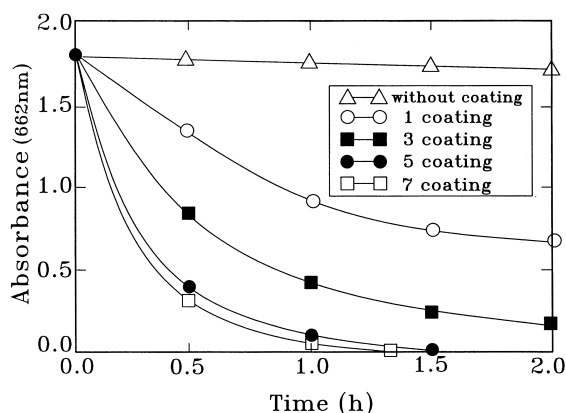 2.0
1.5
1.0
0.5
0.0
Absorbance (662nm)
without coating
1 coating
3 coating
5 coating
7 coating
0.0 0.5 1.0 1.5 2.0
Time (h)